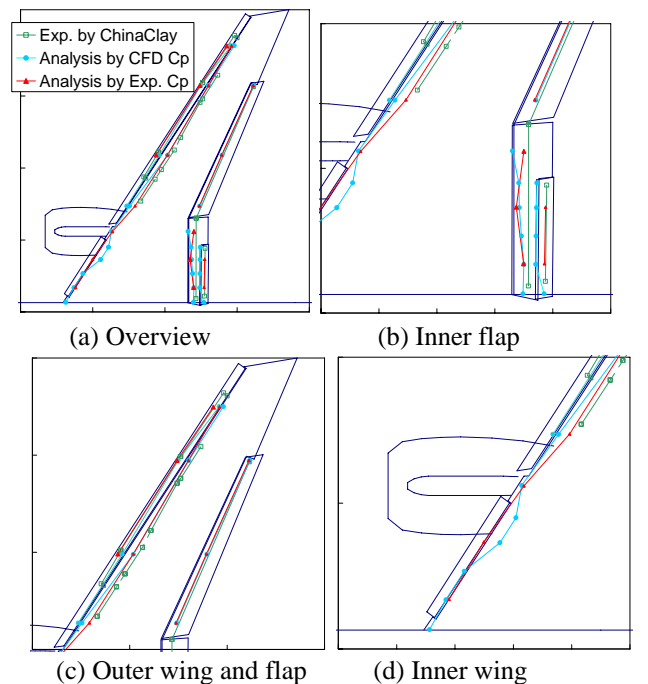 Exp. by ChinaClay
Analysis by CFD Cp
Analysis by Exp. Cp
(a) Overview
(b) Inner flap
(c) Outer wing and flap
(d) Inner wing